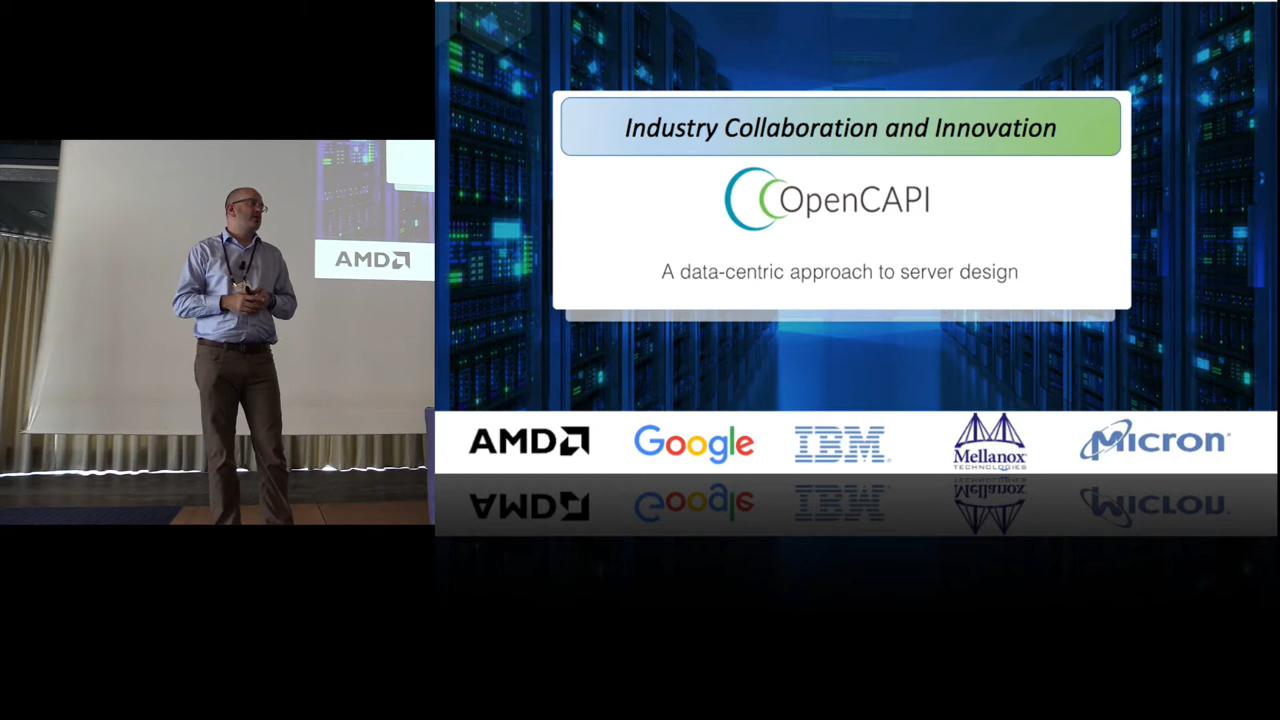 Industry Collaboration and Innovation
OpenCAPI
A data-centric approach to server design
AMD
AMD
Google
IBM
Mellanox
TECHNOLOGIES
Micron